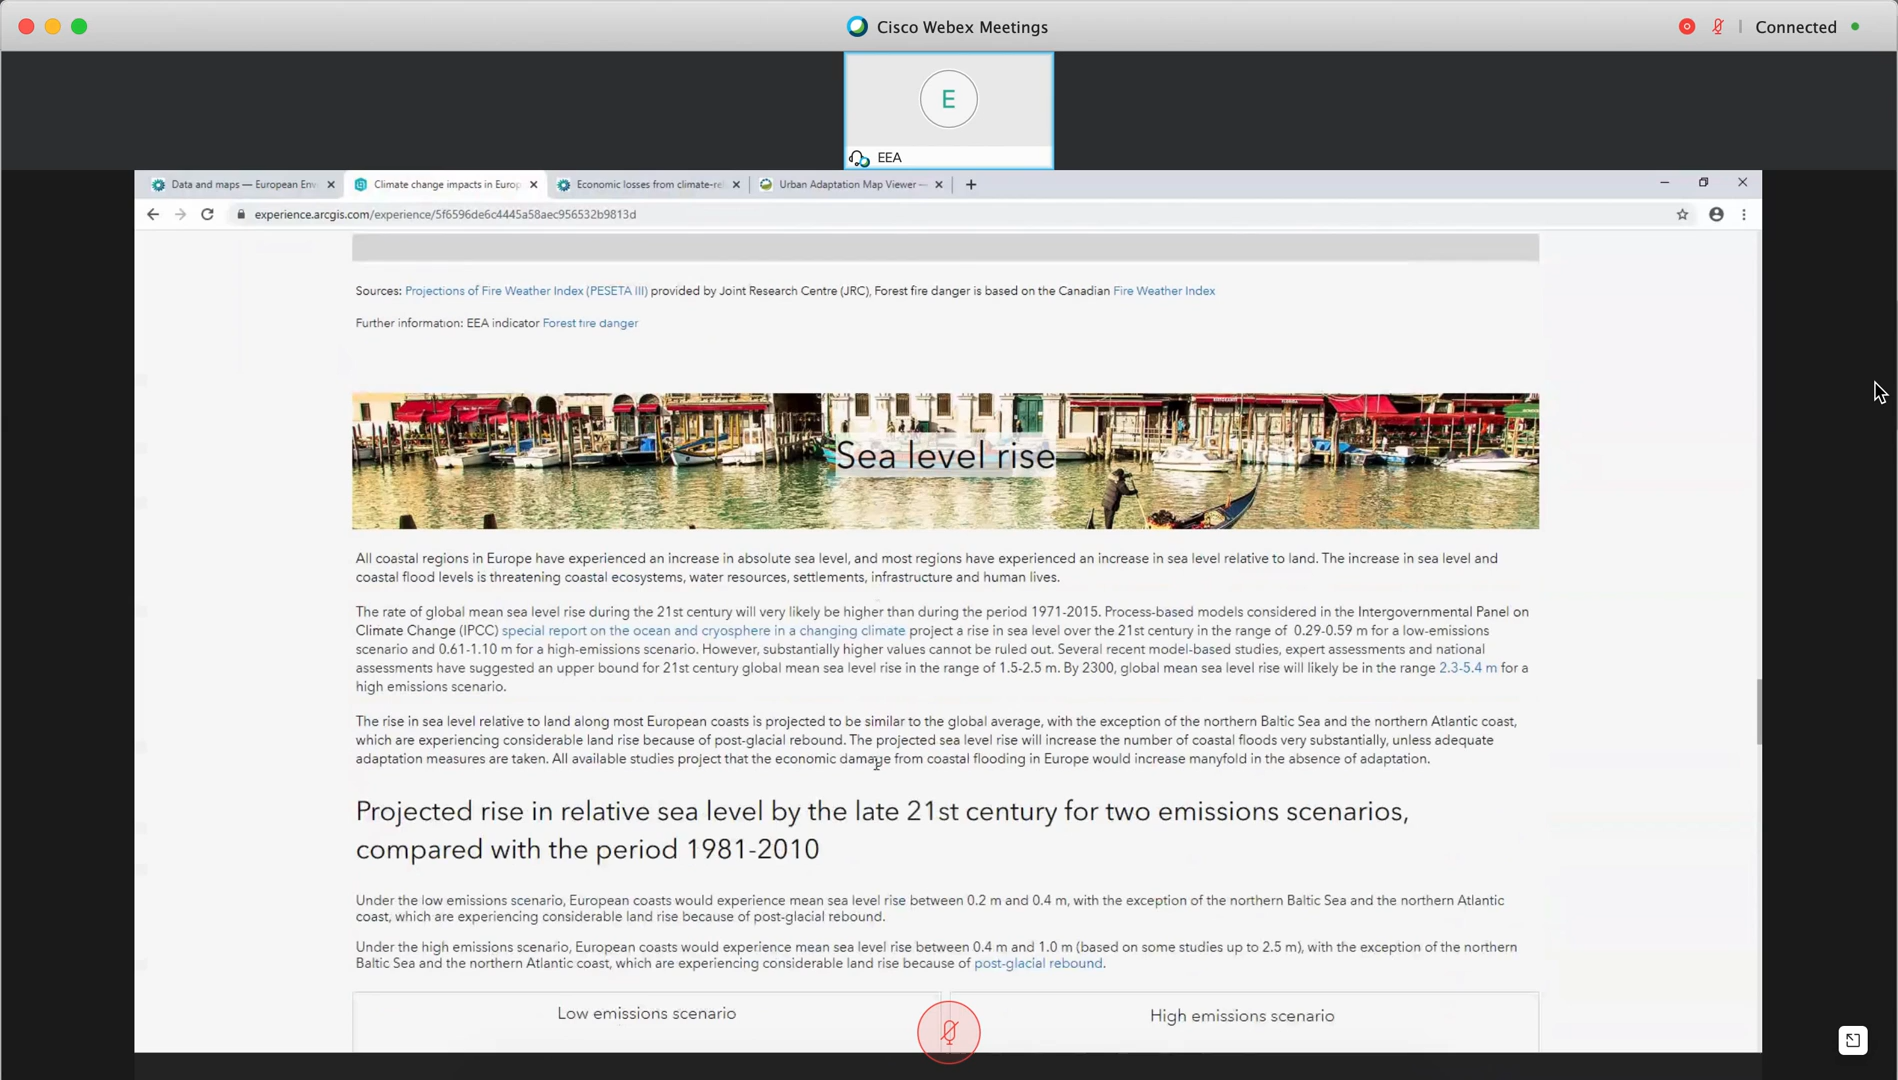 Cisco Webex Meetings
Connected
E
EEA
Data and maps — European Env
Climate change impacts in Europ
Economic losses from climate-re
Urban Adaptation Map Viewer —
experience.arcgis.com/experience/5f6596de6c4445a58aec956532b9813d
Sources: Projections of Fire Weather Index (PESETA III) provided by Joint Research Centre (JRC), Forest fire danger is based on the Canadian Fire Weather Index
Further information: EEA indicator Forest fire danger
Sea level rise
All coastal regions in Europe have experienced an increase in absolute sea level, and most regions have experienced an increase in sea level relative to land. The increase in sea level and
coastal flood levels is threatening coastal ecosystems, water resources, settlements, infrastructure and human lives.
The rate of global mean sea level rise during the 21st century will very likely be higher than during the period 1971-2015. Process-based models considered in the Intergovernmental Panel on
Climate Change (IPCC) special report on the ocean and cryosphere in a changing climate project a rise in sea level over the 21st century in the range of 0.29-0.59 m for a low-emissions
scenario and 0.61-1.10 m for a high-emissions scenario. However, substantially higher values cannot be ruled out. Several recent model-based studies, expert assessments and national
assessments have suggested an upper bound for 21st century global mean sea level rise in the range of 1.5-2.5 m. By 2300, global mean sea level rise will likely be in the range 2.3-5.4 m for a
high emissions scenario.
The rise in sea level relative to land along most European coasts is projected to be similar to the global average, with the exception of the northern Baltic Sea and the northern Atlantic coast,
which are experiencing considerable land rise because of post-glacial rebound. The projected sea level rise will increase the number of coastal floods very substantially, unless adequate
adaptation measures are taken. All available studies project that the economic damage from coastal flooding in Europe would increase manyfold in the absence of adaptation.
Projected rise in relative sea level by the late 21st century for two emissions scenarios,
compared with the period 1981-2010
Under the low emissions scenario, European coasts would experience mean sea level rise between 0.2 m and 0.4 m, with the exception of the northern Baltic Sea and the northern Atlantic
coast, which are experiencing considerable land rise because of post-glacial rebound.
Under the high emissions scenario, European coasts would experience mean sea level rise between 0.4 m and 1.0 m (based on some studies up to 2.5 m), with the exception of the northern
Baltic Sea and the northern Atlantic coast, which are experiencing considerable land rise because of post-glacial rebound.
Low emissions scenario
High emissions scenario